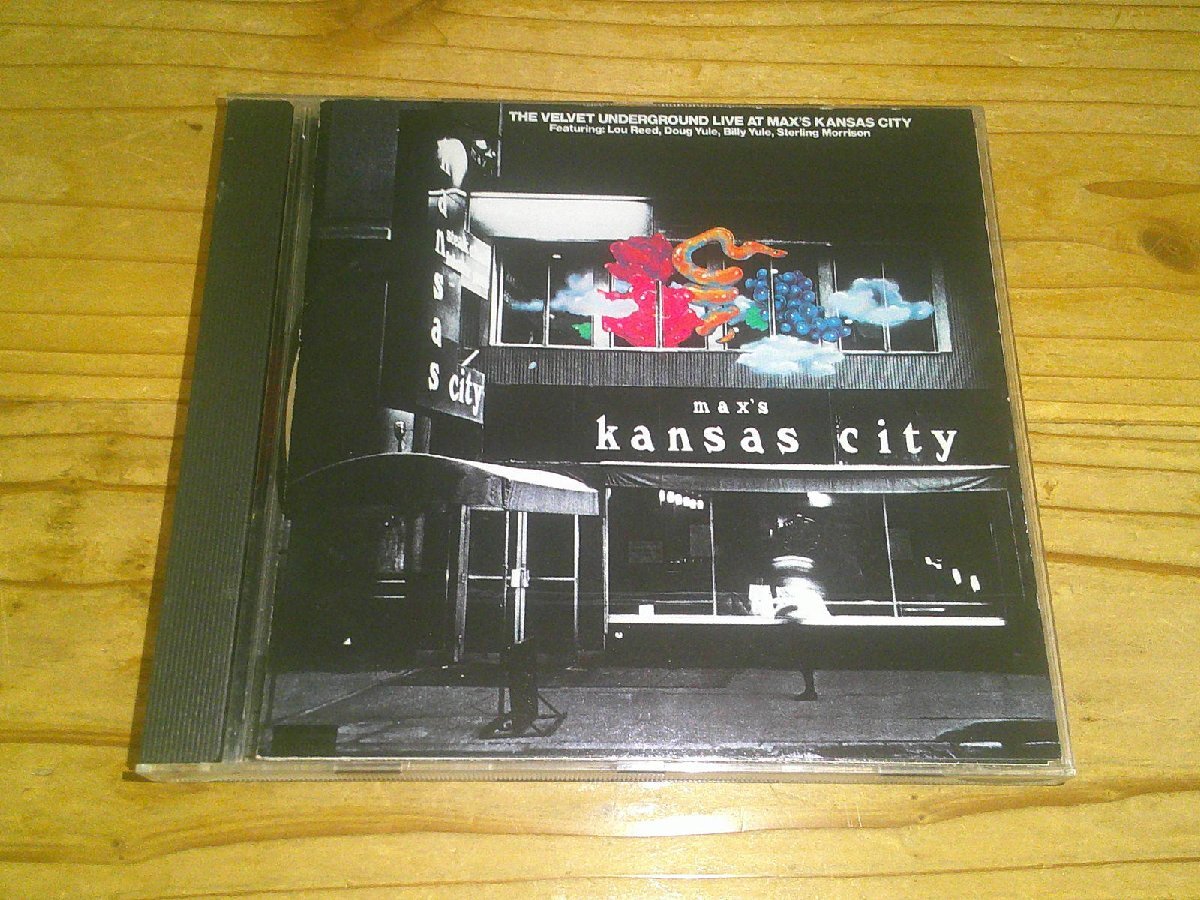 THE VELVET UNDERGROUND LIVE AT MAX'S KANSAS CITY
Featuring: Lou Reed, Doug Yule, Billy Yule, Sterling Morrison
kansas
city
max's
kansas city